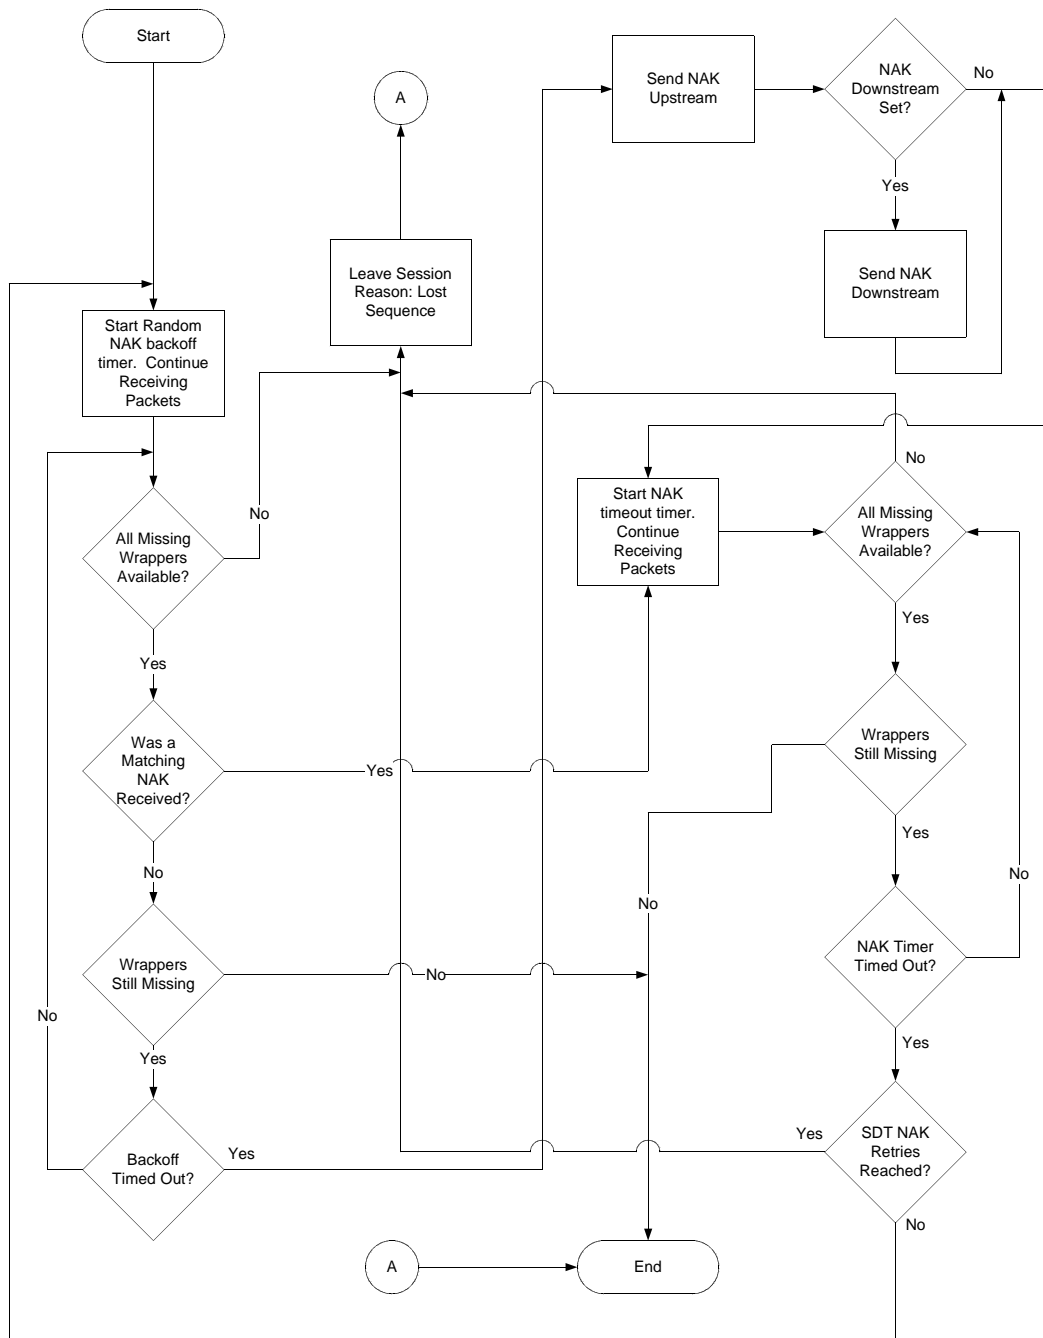 Start
A
Send NAK
Upstream
NAK
Downstream
Set?
No
Yes
Send NAK
Downstream
Leave Session
Reason: Lost
Sequence
Start Random
NAK backoff
timer. Continue
Receiving
Packets
No
All Missing
Wrappers
Available?
Yes
Start NAK
timeout timer.
Continue
Receiving
Packets
No
All Missing
Wrappers
Available?
Yes
Was a
Matching
NAK
Received?
Yes
No
Wrappers
Still Missing
Yes
No
No
NAK Timer
Timed Out?
No
Yes
Wrappers
Still Missing
No
No
Yes
Backoff
Timed Out?
Yes
Yes
SDT NAK
Retries
Reached?
No
A
End